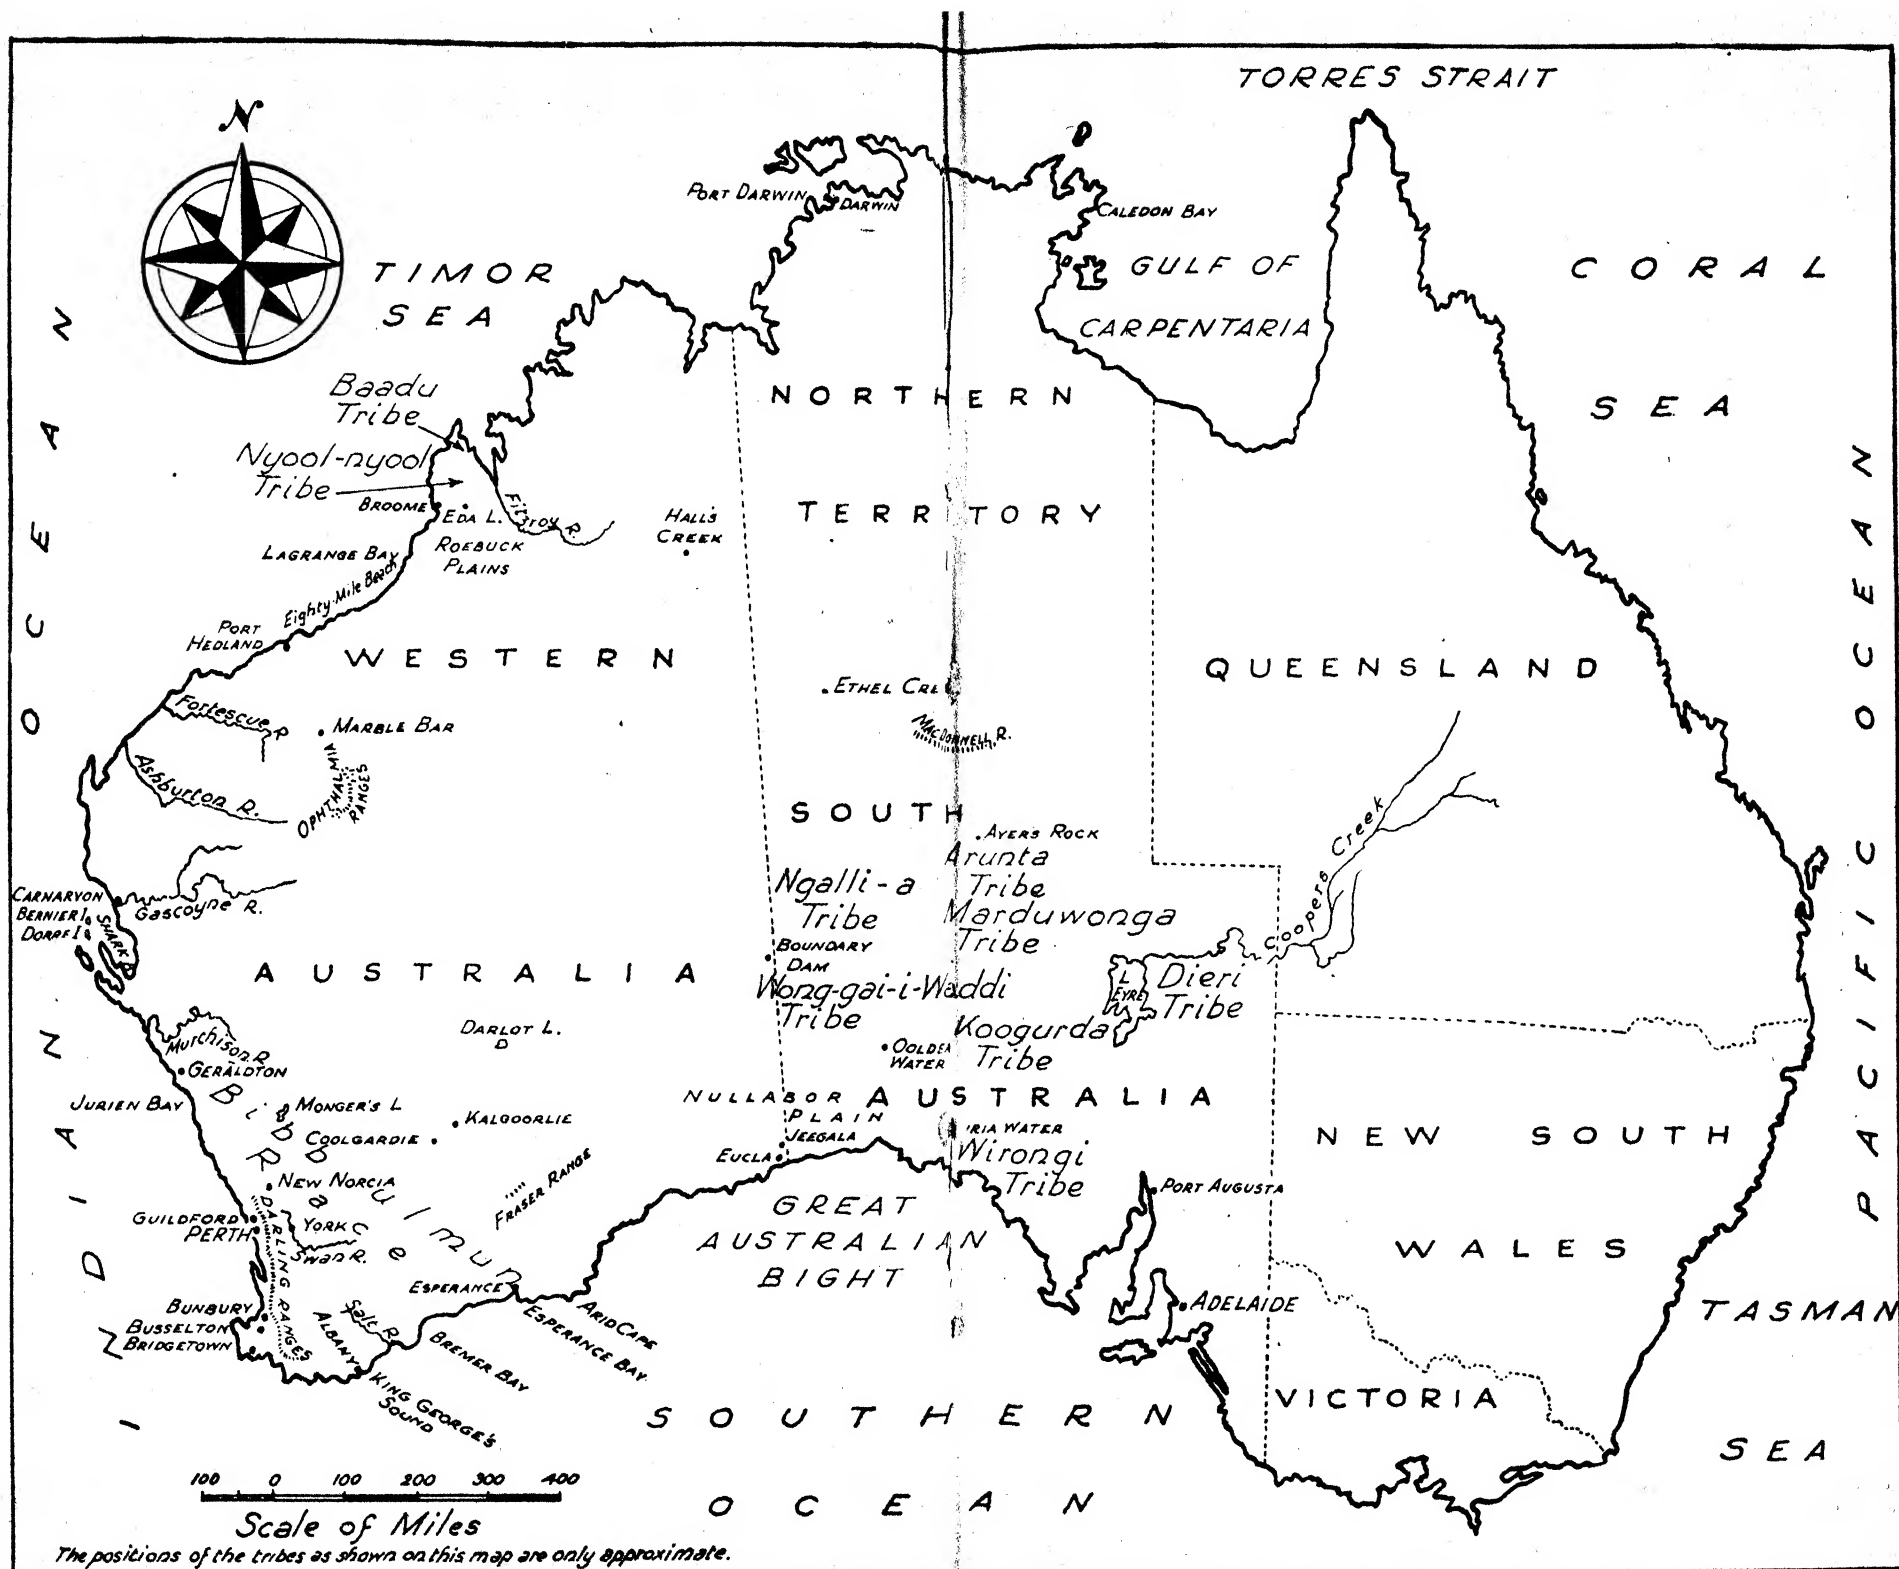 TORRES STRAIT
N
PORT DARWIN
DARWIN
CALEDON BAY
TIMOR
SEA
GULF OF
CARPENTARIA
CORAL
SEA
INDIAN OCEAN
PACIFIC OCEAN
Baadu
Tribe
NORTHERN
TERRITORY
Nyool-nyool
Tribe
BROOME
EDA L.
Fitzroy R.
HALL'S
CREEK
LAGRANGE BAY
ROEBUCK
PLAINS
Eighty-Mile Beach
PORT
HEDLAND
WESTERN
AUSTRALIA
QUEENSLAND
ETHEL
Fortescue R
MARBLE BAR
MACDONNELL R.
Ashburton R.
OPHTHALMIA
RANGES
SOUTH
AUSTRALIA
AYERS ROCK
Arunta
Tribe
Coopers Creek
Ngalli-a
Tribe
Marduwonga
Tribe
CARNARVON
BERNIER I.
DORRE I.
SHARK B.
Gascoyne R.
BOUNDARY
DAM
Wong-gai-i-Waddi
Tribe
L
EYRE
Dieri
Tribe
Koogurda
Tribe
DARLOT L.
Murchison R.
GERALDTON
OOLDEA
WATER
JURIEN BAY
MONGER'S L
KALGOORLIE
COOLGARDIE
NULLABOR
PLAIN
JEEGALA
EUCLA
WATER
Wirongi
Tribe
NEW SOUTH
WALES
Bibbulmun
Race
NEW NORCIA
FRASER RANGE
PORT AUGUSTA
GUILDFORD
PERTH
YORK
Swan R.
DARLING RANGES
GREAT
AUSTRALIAN
BIGHT
ESPERANCE
ARID CAPE
ESPERANCE BAY
ADELAIDE
BUNBURY
BUSSELTON
BRIDGETOWN
Salt R.
ALBANY
BREMER BAY
KING GEORGE'S
SOUND
TASMAN
SEA
VICTORIA
SOUTHERN
OCEAN
100 0 100 200 300 400
Scale of Miles
The positions of the tribes as shown on this map are only approximate.